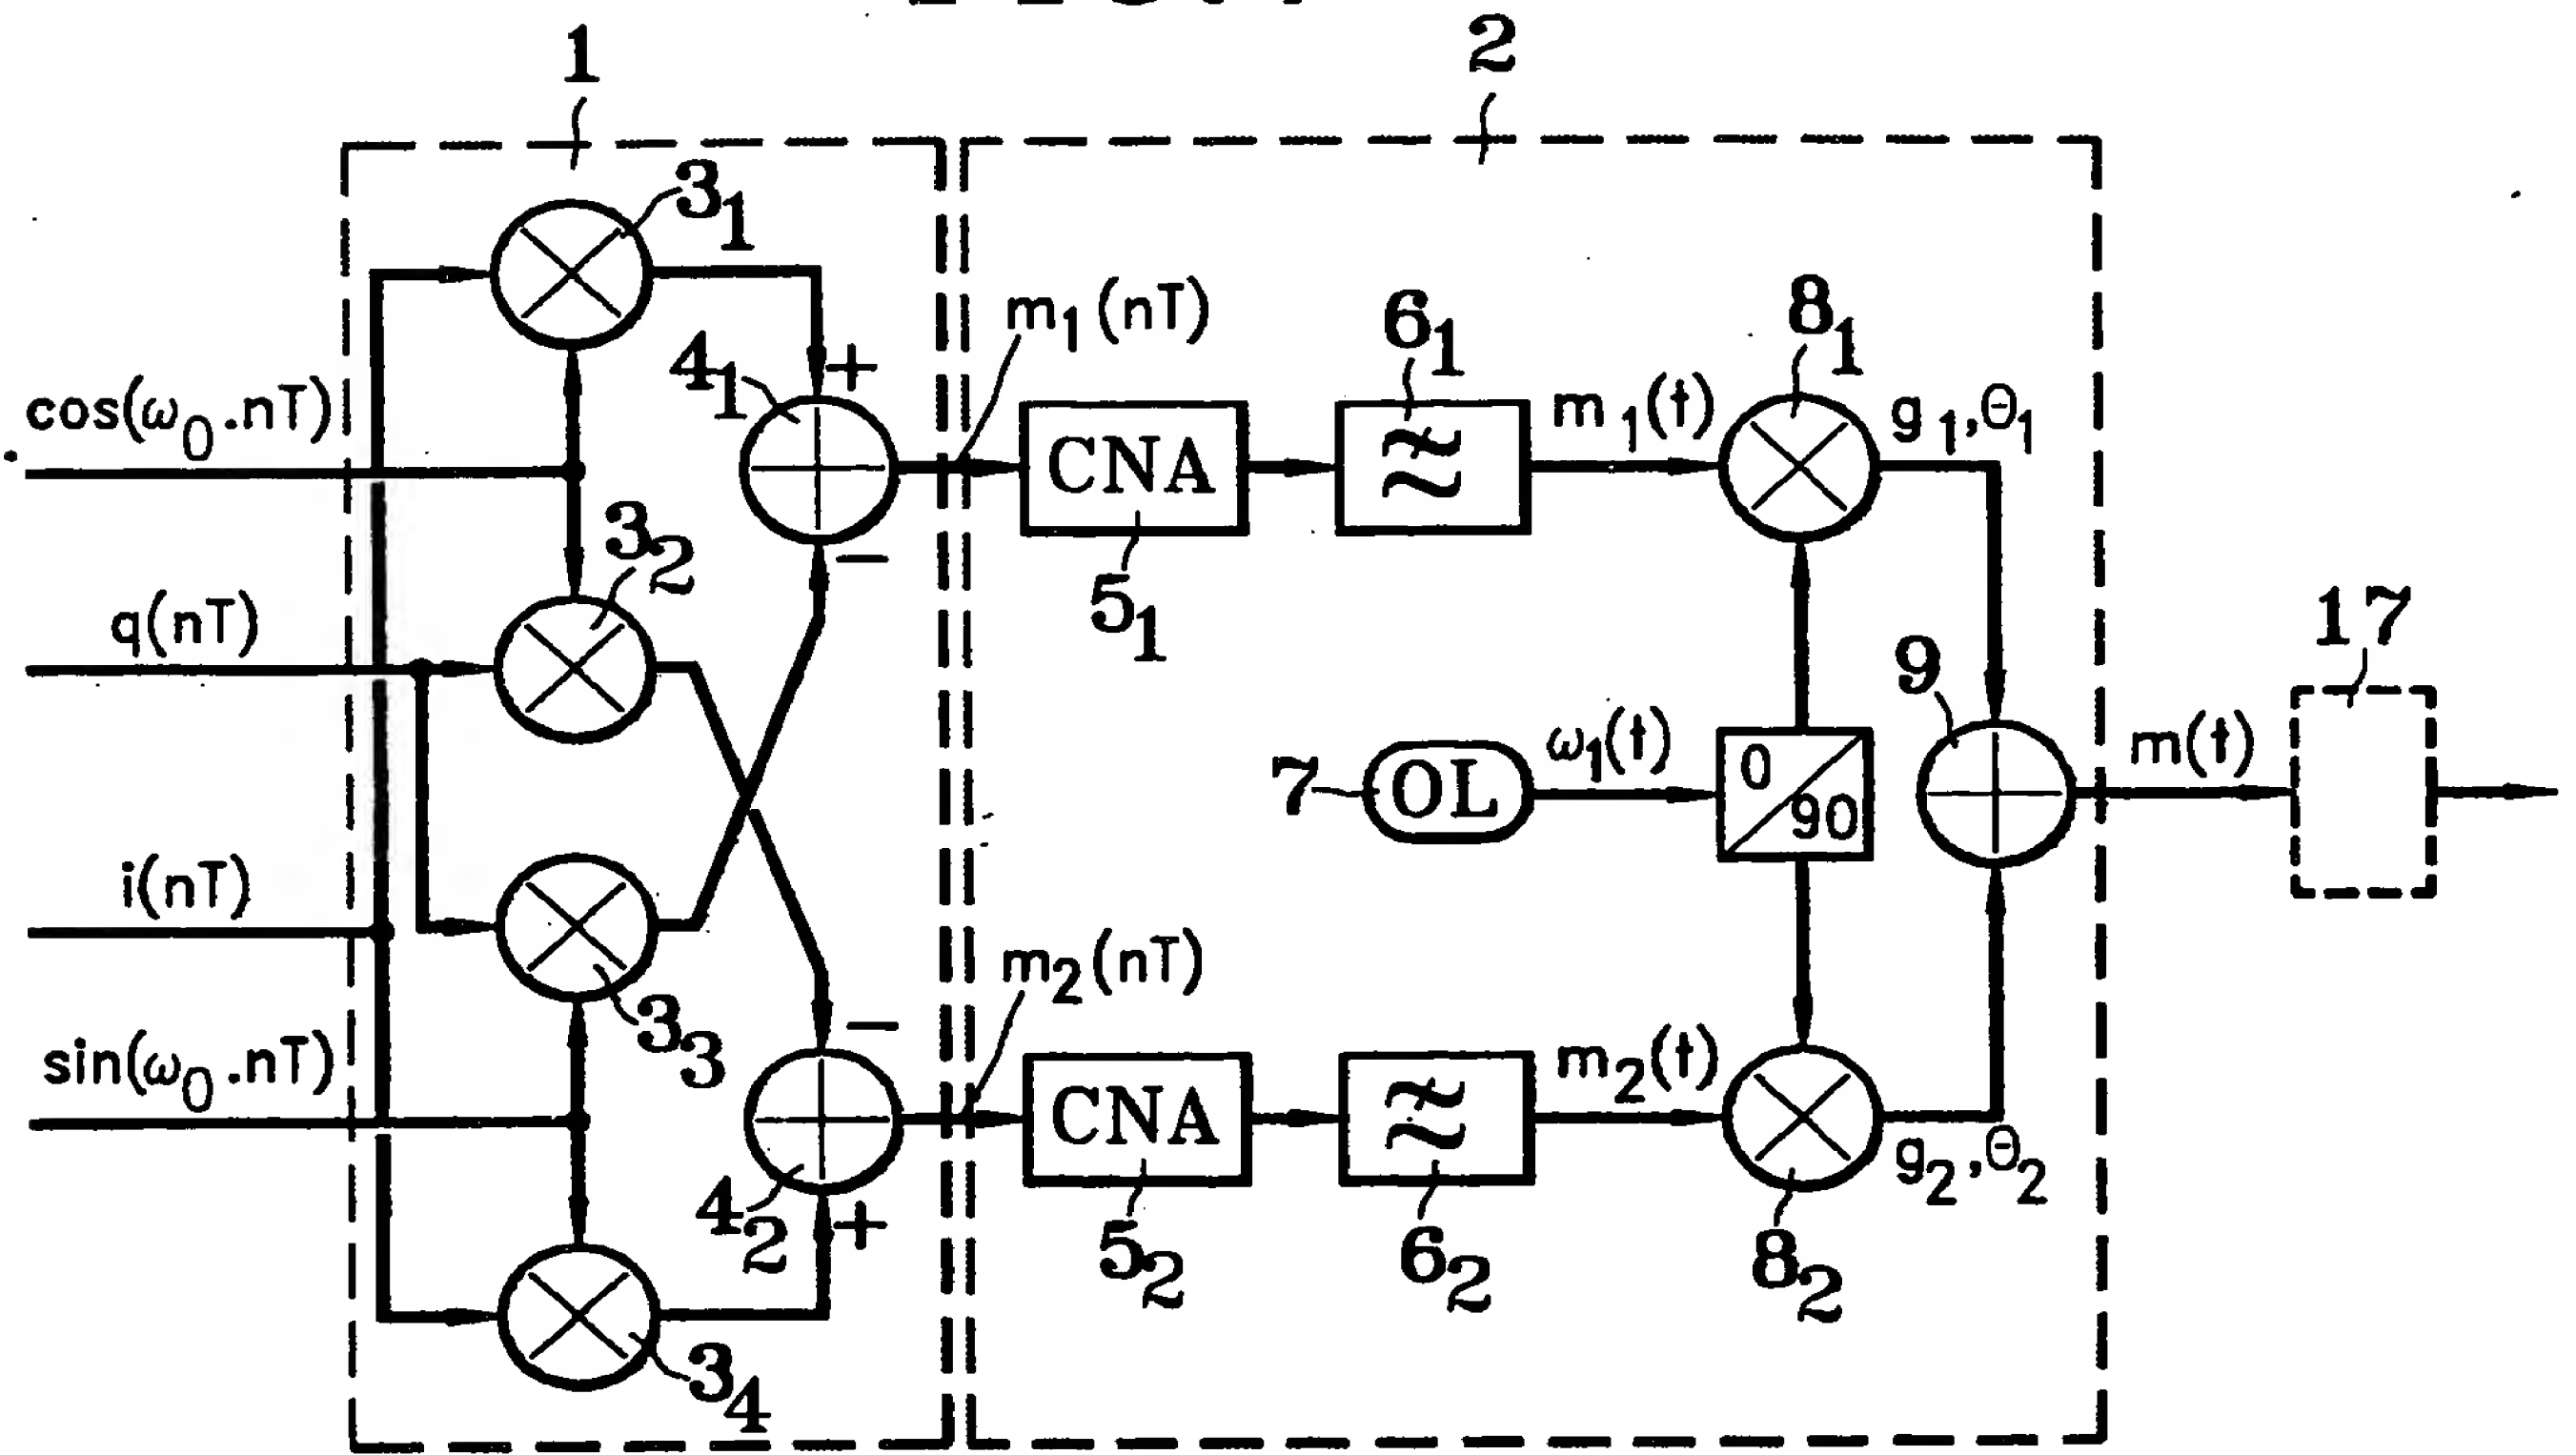 1
2
3₁
m₁(nT)
8₁
6₁
4₁
+
cos(ω₀.nT)
m₁(t)
g₁,θ₁
CNA
≈
3₂
−
5₁
q(nT)
17
9
ω₁(t)
m(t)
7
OL
0
90
i(nT)
m₂(nT)
3₃
−
sin(ω₀.nT)
m₂(t)
CNA
≈
g₂,θ₂
4₂
+
5₂
6₂
8₂
3₄